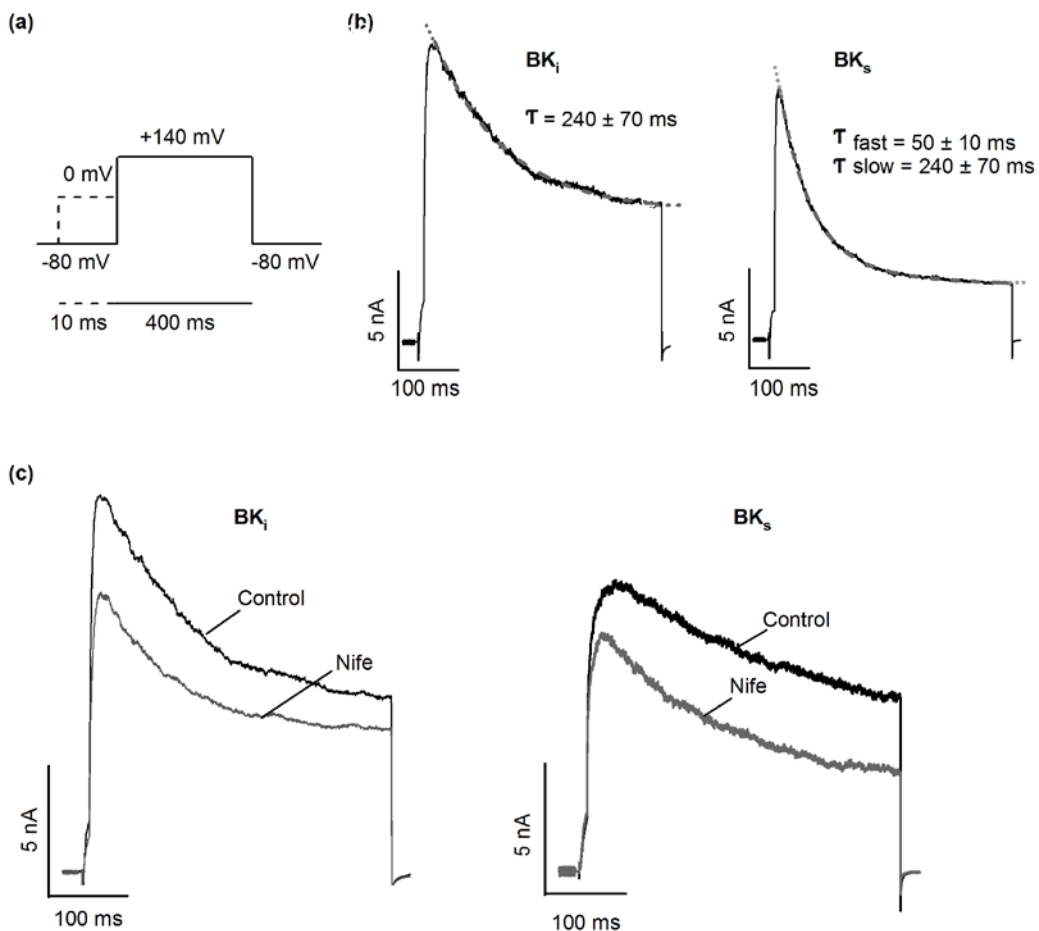 (a)
+140 mV
0 mV
-80 mV
-80 mV
10 ms
400 ms
(b)
BKi
τ = 240 ± 70 ms
5 nA
100 ms
BKs
τ fast = 50 ± 10 ms
τ slow = 240 ± 70 ms
5 nA
100 ms
(c)
BKi
Control
Nife
5 nA
100 ms
BKs
Control
Nife
5 nA
100 ms